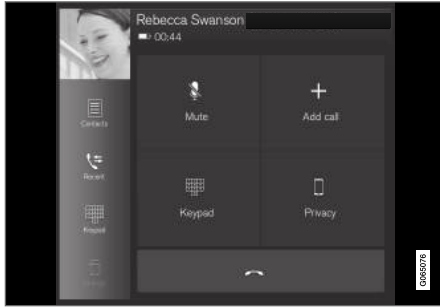 Rebecca Swanson
00:44
Mute
Add call
Contacts
Recent
Keypad
Keypad
Privacy
G065076